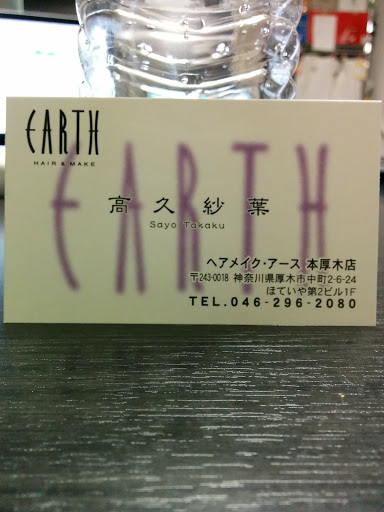 EARTH
HAIR & MAKE
EARTH
高久紗葉
Sayo Takaku
ヘアメイク・アース 本厚木店
〒243-0018 神奈川県厚木市中町2-6-24
ほていや第2ビル1F
TEL.046-296-2080